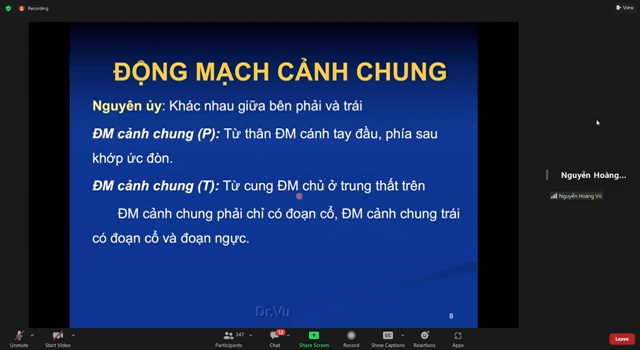 Recording
View
ĐỘNG MẠCH CẢNH CHUNG
Nguyên ủy: Khác nhau giữa bên phải và trái
ĐM cảnh chung (P): Từ thân ĐM cánh tay đầu, phía sau
khớp ức đòn.
ĐM cảnh chung (T): Từ cung ĐM chủ ở trung thất trên
ĐM cảnh chung phải chỉ có đoạn cổ, ĐM cảnh chung trái
có đoạn cổ và đoạn ngực.
Dr.Vu
8
Nguyễn Hoàng...
Nguyễn Hoàng Vũ
Unmute
Start Video
347
Participants
Chat
Share Screen
Record
Show Captions
Reactions
Apps
Leave